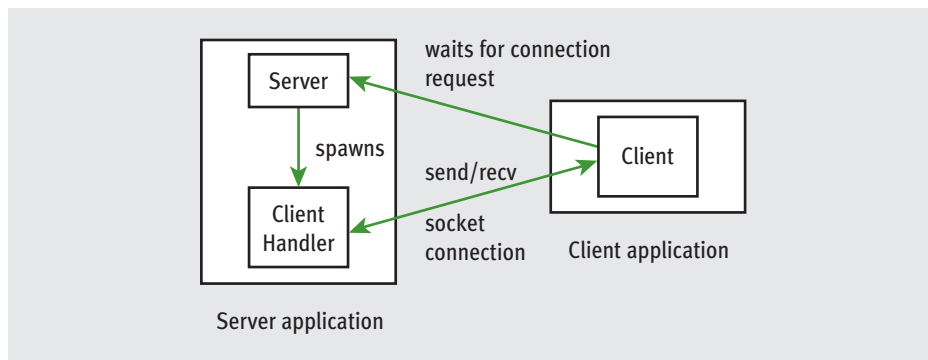 waits for connection
request
Server
spawns
Client
send/recv
Client
Handler
socket
connection
Client application
Server application